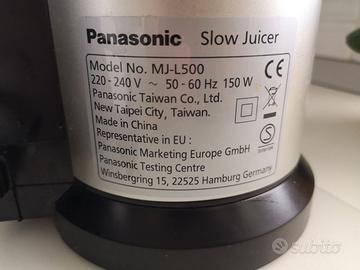 Panasonic Slow Juicer
Model No. MJ-L500
220 - 240 V ~ 50 - 60 Hz 150 W
Panasonic Taiwan Co., Ltd.
New Taipei City, Taiwan.
Made in China
Representative in EU :
Panasonic Marketing Europe GmbH
Panasonic Testing Centre
Winsbergring 15, 22525 Hamburg Germany
CE
S
Intertek
subito